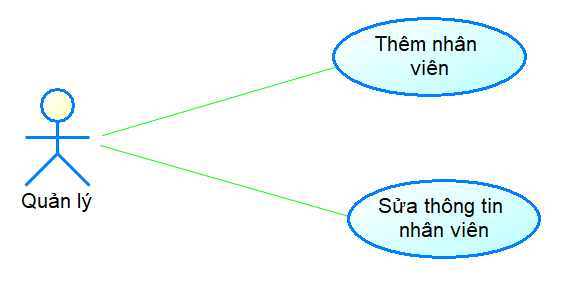 Thêm nhân
viên
Quản lý
Sửa thông tin
nhân viên